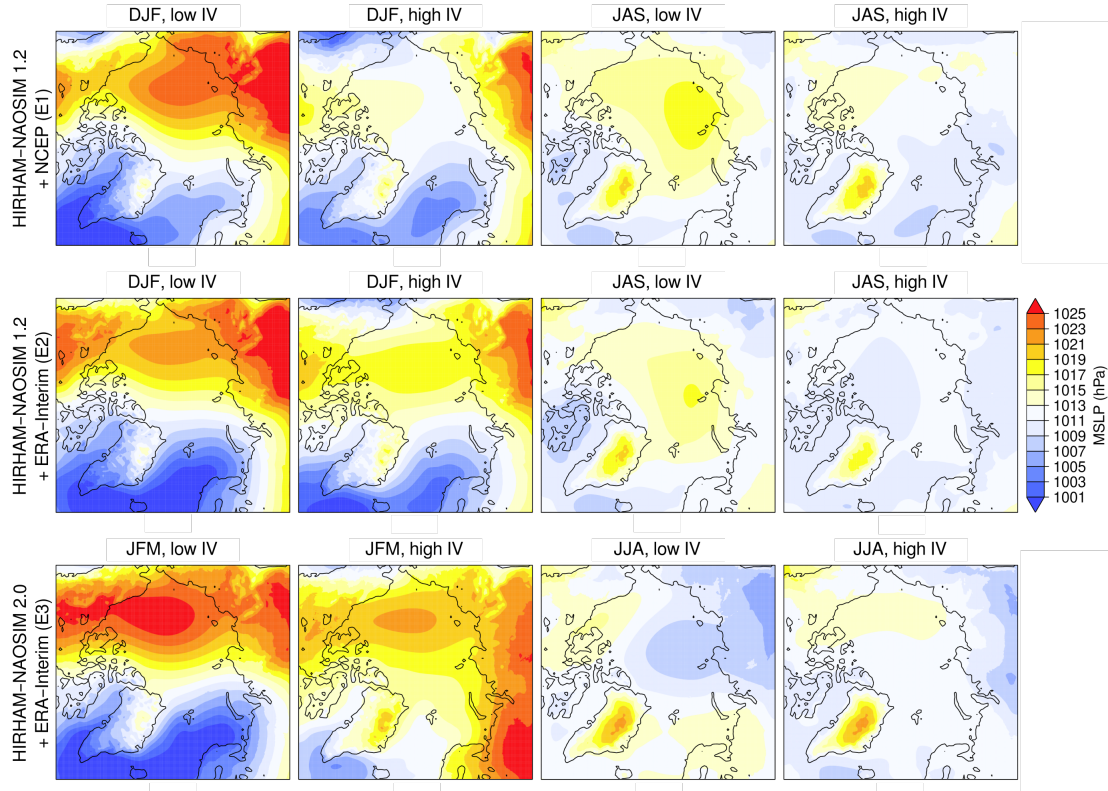 DJF, low IV
DJF, high IV
JAS, low IV
JAS, high IV
HIRHAM−NAOSIM 1.2
+ NCEP (E1)
DJF, low IV
DJF, high IV
JAS, low IV
JAS, high IV
HIRHAM−NAOSIM 1.2
+ ERA−Interim (E2)
1025
1023
1021
1019
1017
1015
1013
1011
1009
1007
1005
1003
1001
MSLP (hPa)
JFM, low IV
JFM, high IV
JJA, low IV
JJA, high IV
HIRHAM−NAOSIM 2.0
+ ERA−Interim (E3)